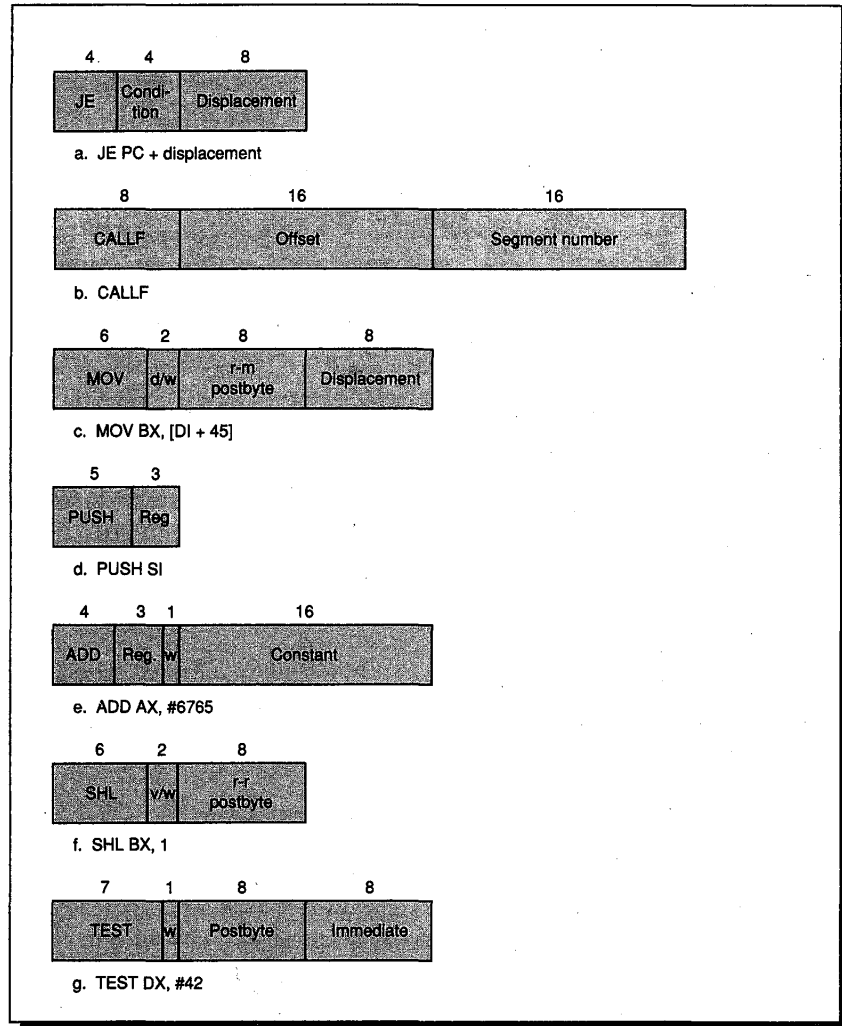 4 4 8
JE Condi-tion Displacement
a. JE PC + displacement
8 16 16
CALLF Offset Segment number
b. CALLF
6 2 8 8
MOV d/w r-m postbyte Displacement
c. MOV BX, [DI + 45]
5 3
PUSH Reg
d. PUSH SI
4 3 1 16
ADD Reg w Constant
e. ADD AX, #6765
6 2 8
SHL v/w r-r postbyte
f. SHL BX, 1
7 1 8 8
TEST w Postbyte Immediate
g. TEST DX, #42